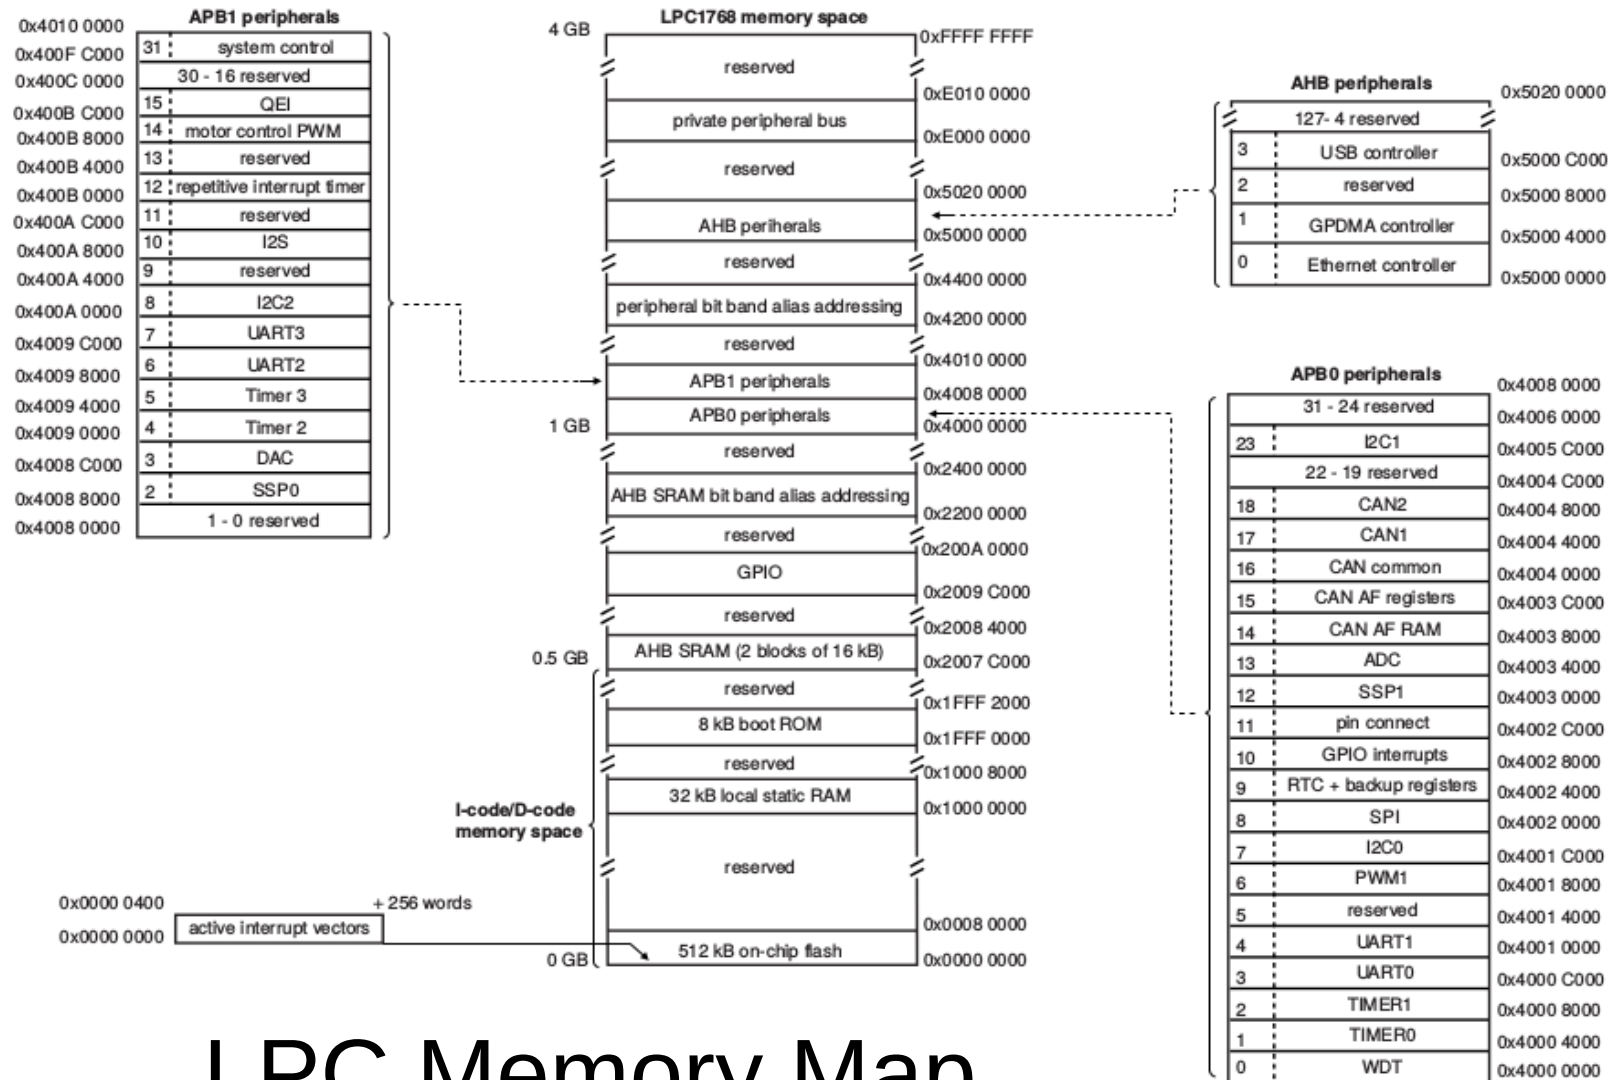 APB1 peripherals
0x4010 0000
31 system control
0x400F C000
30 - 16 reserved
0x400C 0000
15 QEI
0x400B C000
14 motor control PWM
0x400B 8000
13 reserved
0x400B 4000
12 repetitive interrupt timer
0x400B 0000
11 reserved
0x400A C000
10 I2S
0x400A 8000
9 reserved
0x400A 4000
8 I2C2
0x400A 0000
7 UART3
0x4009 C000
6 UART2
0x4009 8000
5 Timer 3
0x4009 4000
4 Timer 2
0x4009 0000
3 DAC
0x4008 C000
2 SSP0
0x4008 8000
1 - 0 reserved
0x4008 0000
LPC1768 memory space
4 GB
0xFFFF FFFF
reserved
0xE010 0000
private peripheral bus
0xE000 0000
reserved
0x5020 0000
AHB periherals
0x5000 0000
reserved
0x4400 0000
peripheral bit band alias addressing
0x4200 0000
reserved
0x4010 0000
APB1 peripherals
0x4008 0000
APB0 peripherals
1 GB
0x4000 0000
reserved
0x2400 0000
AHB SRAM bit band alias addressing
0x2200 0000
reserved
0x200A 0000
GPIO
0x2009 C000
reserved
0x2008 4000
AHB SRAM (2 blocks of 16 kB)
0.5 GB
0x2007 C000
reserved
0x1FFF 2000
8 kB boot ROM
0x1FFF 0000
reserved
0x1000 8000
32 kB local static RAM
0x1000 0000
I-code/D-code
memory space
reserved
0x0008 0000
512 kB on-chip flash
0 GB
0x0000 0000
0x0000 0400
+ 256 words
active interrupt vectors
0x0000 0000
AHB peripherals
0x5020 0000
127- 4 reserved
3 USB controller
0x5000 C000
2 reserved
0x5000 8000
1 GPDMA controller
0x5000 4000
0 Ethernet controller
0x5000 0000
APB0 peripherals
0x4008 0000
31 - 24 reserved
0x4006 0000
23 I2C1
0x4005 C000
22 - 19 reserved
0x4004 C000
18 CAN2
0x4004 8000
17 CAN1
0x4004 4000
16 CAN common
0x4004 0000
15 CAN AF registers
0x4003 C000
14 CAN AF RAM
0x4003 8000
13 ADC
0x4003 4000
12 SSP1
0x4003 0000
11 pin connect
0x4002 C000
10 GPIO interrupts
0x4002 8000
9 RTC + backup registers
0x4002 4000
8 SPI
0x4002 0000
7 I2C0
0x4001 C000
6 PWM1
0x4001 8000
5 reserved
0x4001 4000
4 UART1
0x4001 0000
3 UART0
0x4000 C000
2 TIMER1
0x4000 8000
1 TIMER0
0x4000 4000
0 WDT
0x4000 0000
LPC Memory Map